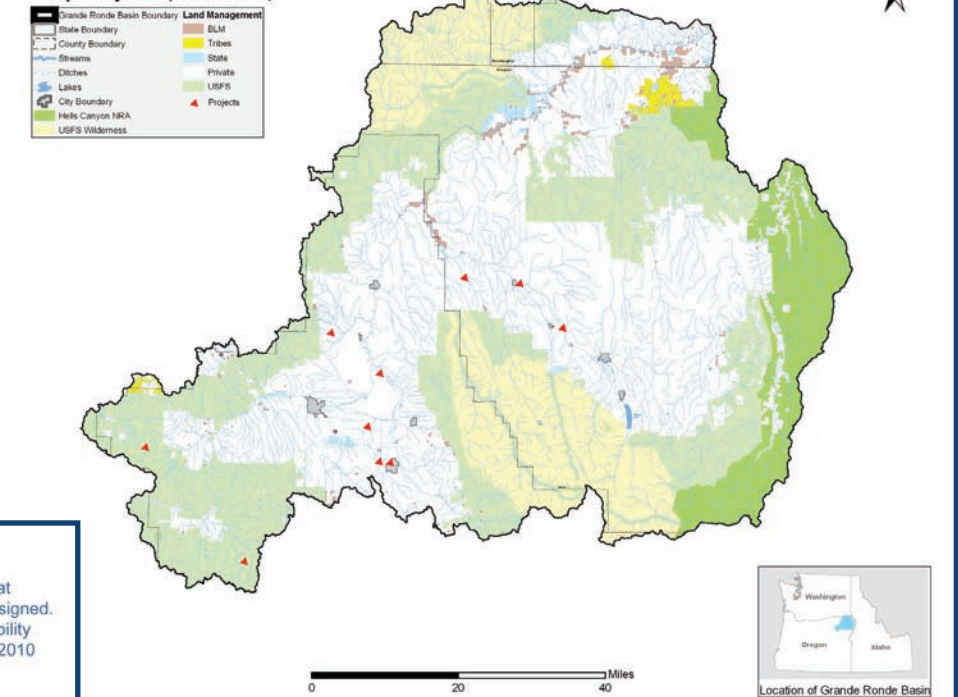 Grande Ronde Basin Boundary
State Boundary
County Boundary
Streams
Ditches
Lakes
City Boundary
Hells Canyon NRA
USFS Wilderness
Land Management
BLM
Tribes
State
Private
USFS
Projects
Washington
Oregon
at
signed.
bility
2010
Miles
0 20 40
Washington
Oregon
Idaho
Location of Grande Ronde Basin